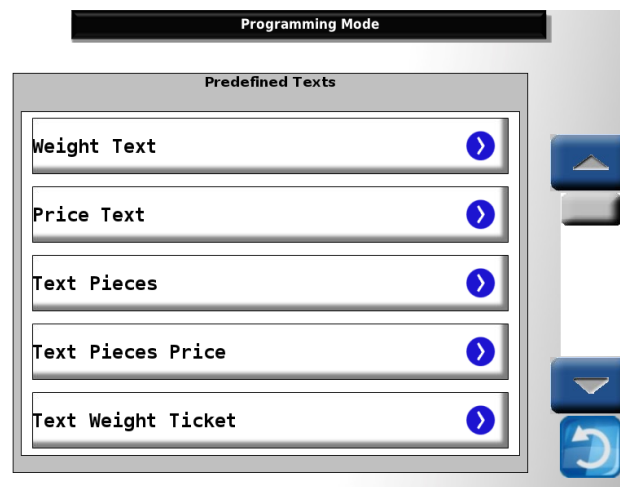 Programming Mode
Predefined Texts
Weight Text
Price Text
Text Pieces
Text Pieces Price
Text Weight Ticket